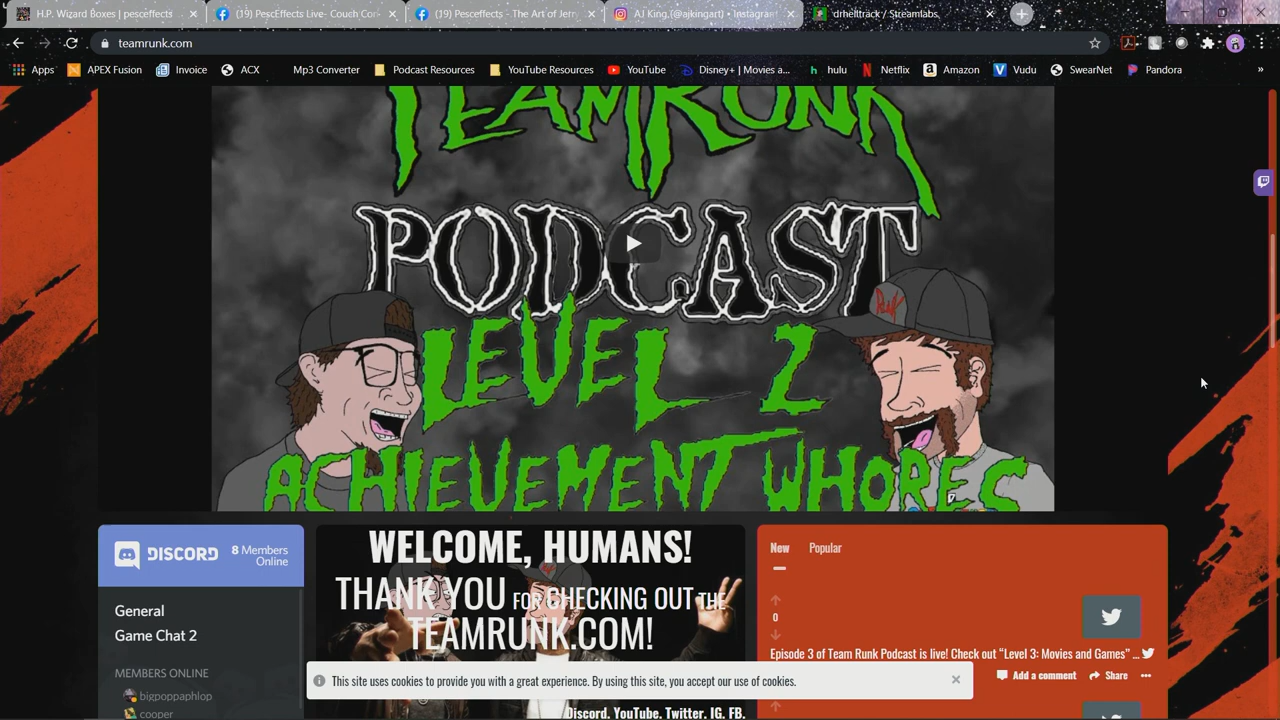 H.P. Wizard Boxes | pesceffects
(19) PescEffects Live- Couch Con
(19) Pesceffects - The Art of Jerr
AJ King (@ajkingart) • Instagram
drhelltrack / Streamlabs
teamrunk.com
Apps
APEX Fusion
Invoice
ACX
Mp3 Converter
Podcast Resources
YouTube Resources
YouTube
Disney+ | Movies a...
hulu
Netflix
Amazon
Vudu
SwearNet
Pandora
»
TEAMRUNK
PODCAST
LEVEL 2
ACHIEVEMENT WHORES
RUNK
DISCORD
8 Members
Online
General
Game Chat 2
MEMBERS ONLINE
bigpoppaphlop
cooper
WELCOME, HUMANS!
THANK YOU FOR CHECKING OUT THE
TEAMRUNK.COM!
Discord, YouTube, Twitter, IG, FB,
New
Popular
0
Episode 3 of Team Runk Podcast is live! Check out “Level 3: Movies and Games” ...
Add a comment
Share
This site uses cookies to provide you with a great experience. By using this site, you accept our use of cookies.